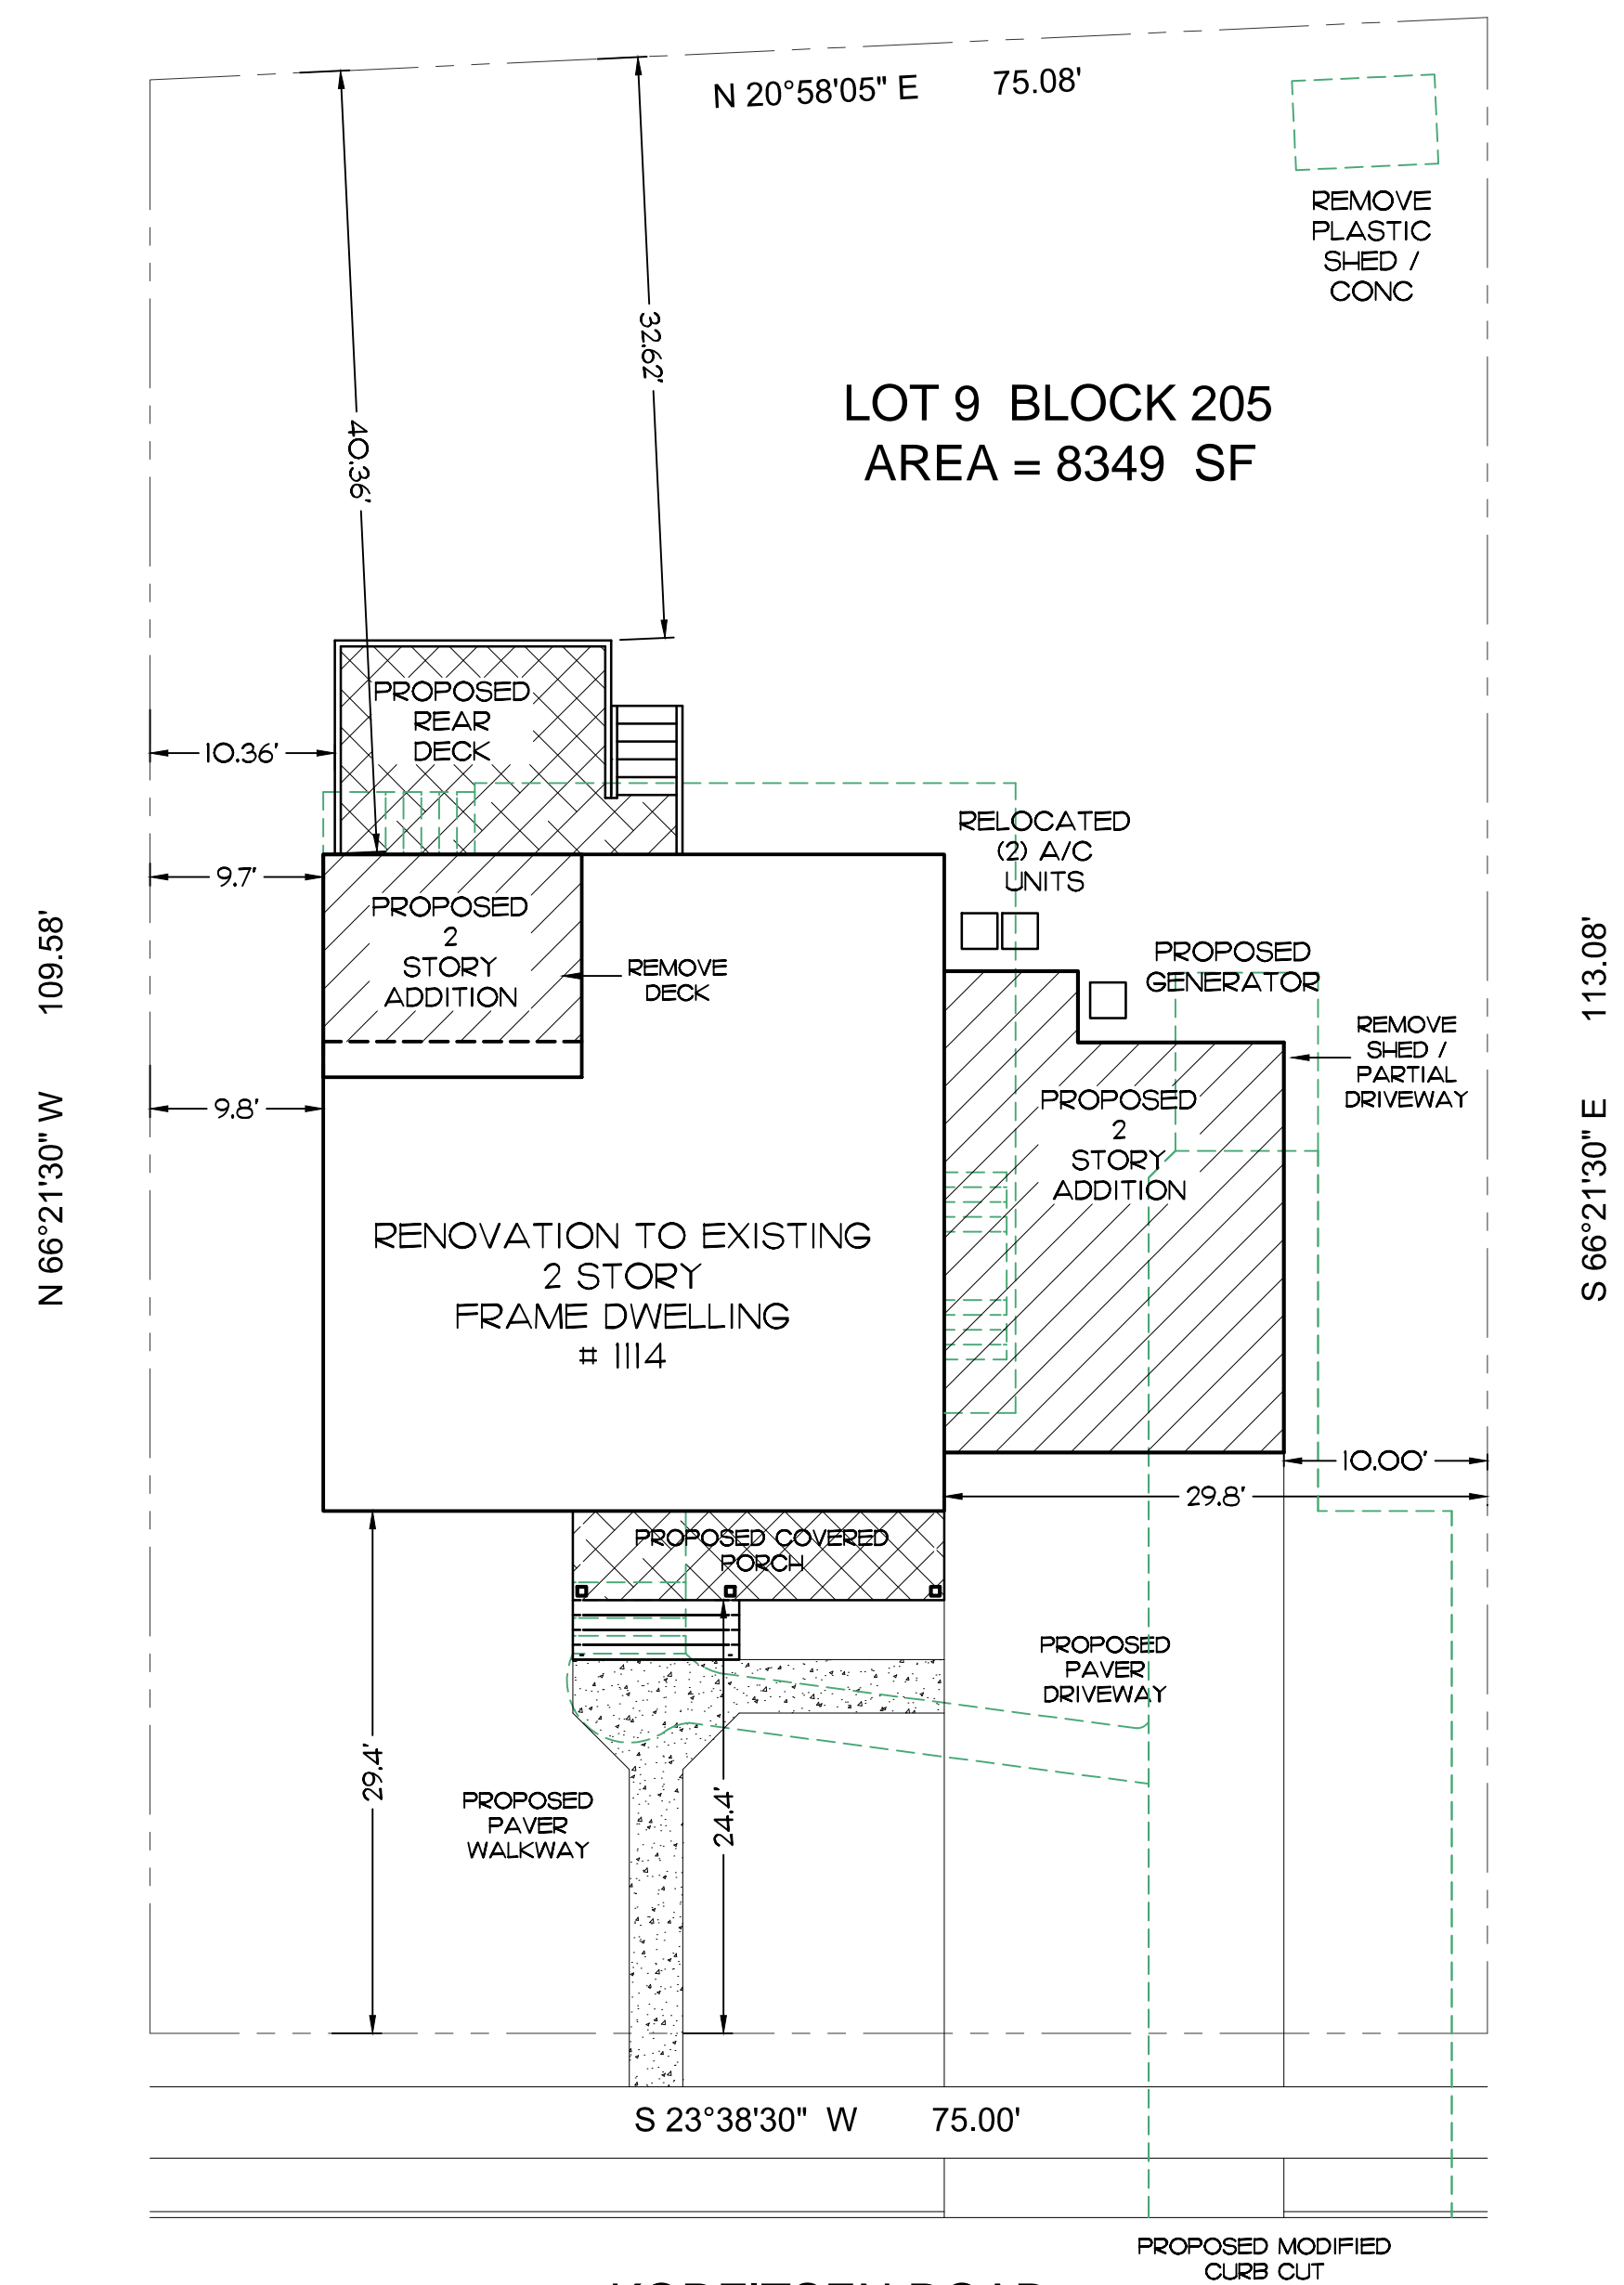 N 20°58'05" E 75.08'
REMOVE
PLASTIC
SHED /
CONC
32.62'
40.36'
LOT 9 BLOCK 205
AREA = 8349 SF
PROPOSED
REAR
DECK
10.36'
RELOCATED
(2) A/C
UNITS
9.7'
PROPOSED
2
STORY
ADDITION
REMOVE
DECK
PROPOSED
GENERATOR
REMOVE
SHED /
PARTIAL
DRIVEWAY
N 66°21'30" W 109.58'
S 66°21'30" E 113.08'
9.8'
PROPOSED
2
STORY
ADDITION
RENOVATION TO EXISTING
2 STORY
FRAME DWELLING
# 1114
10.00'
29.8'
PROPOSED COVERED
PORCH
PROPOSED
PAVER
DRIVEWAY
29.4'
24.4'
PROPOSED
PAVER
WALKWAY
S 23°38'30" W 75.00'
PROPOSED MODIFIED
CURB CUT
ROAD